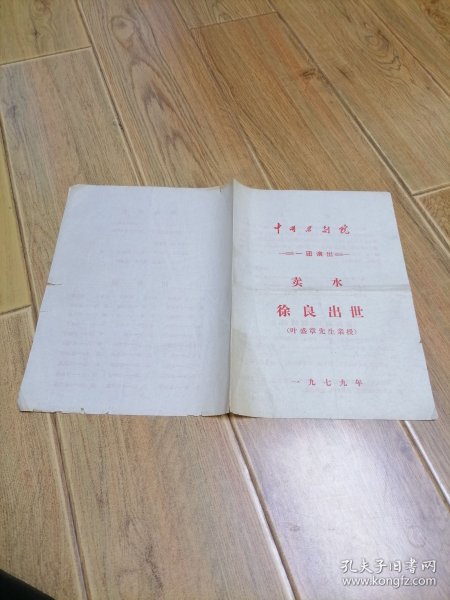 中国京剧院
一团演出
卖水
徐良出世
(叶盛章先生亲授)
一九七九年
孔夫子旧书网
www.kongfz.com